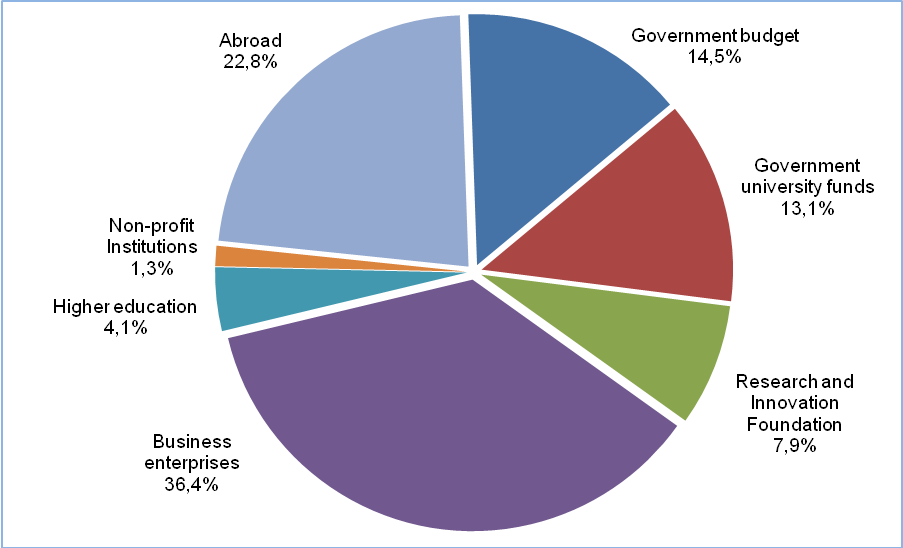 Government budget
14,5%
Government
university funds
13,1%
Research and
Innovation
Foundation
7,9%
Business
enterprises
36,4%
Higher education
4,1%
Non-profit
Institutions
1,3%
Abroad
22,8%